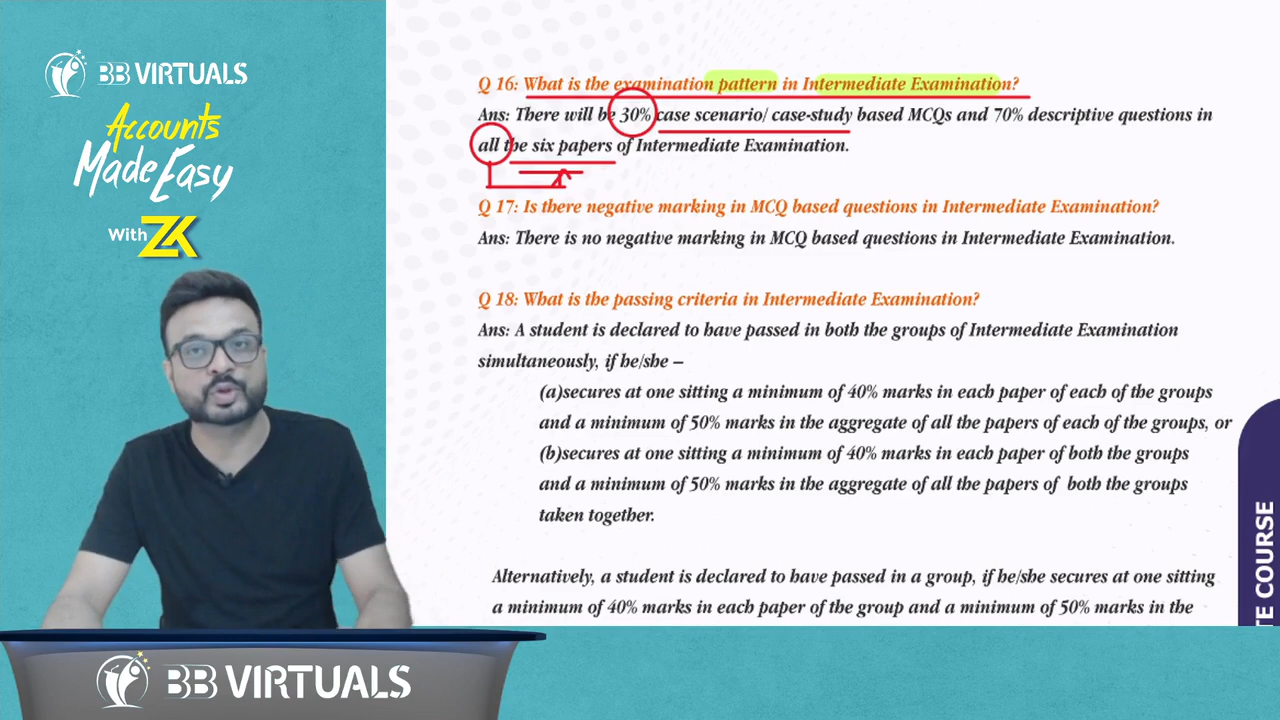 BB VIRTUALS
Accounts
Made Easy
With ZK
Q 16: What is the examination pattern in Intermediate Examination?
Ans: There will be 30% case scenario/ case-study based MCQs and 70% descriptive questions in
all the six papers of Intermediate Examination.
Q 17: Is there negative marking in MCQ based questions in Intermediate Examination?
Ans: There is no negative marking in MCQ based questions in Intermediate Examination.
Q 18: What is the passing criteria in Intermediate Examination?
Ans: A student is declared to have passed in both the groups of Intermediate Examination
simultaneously, if he/she –
(a)secures at one sitting a minimum of 40% marks in each paper of each of the groups
and a minimum of 50% marks in the aggregate of all the papers of each of the groups, or
(b)secures at one sitting a minimum of 40% marks in each paper of both the groups
and a minimum of 50% marks in the aggregate of all the papers of both the groups
taken together.
Alternatively, a student is declared to have passed in a group, if he/she secures at one sitting
a minimum of 40% marks in each paper of the group and a minimum of 50% marks in the
TE COURSE
BB VIRTUALS